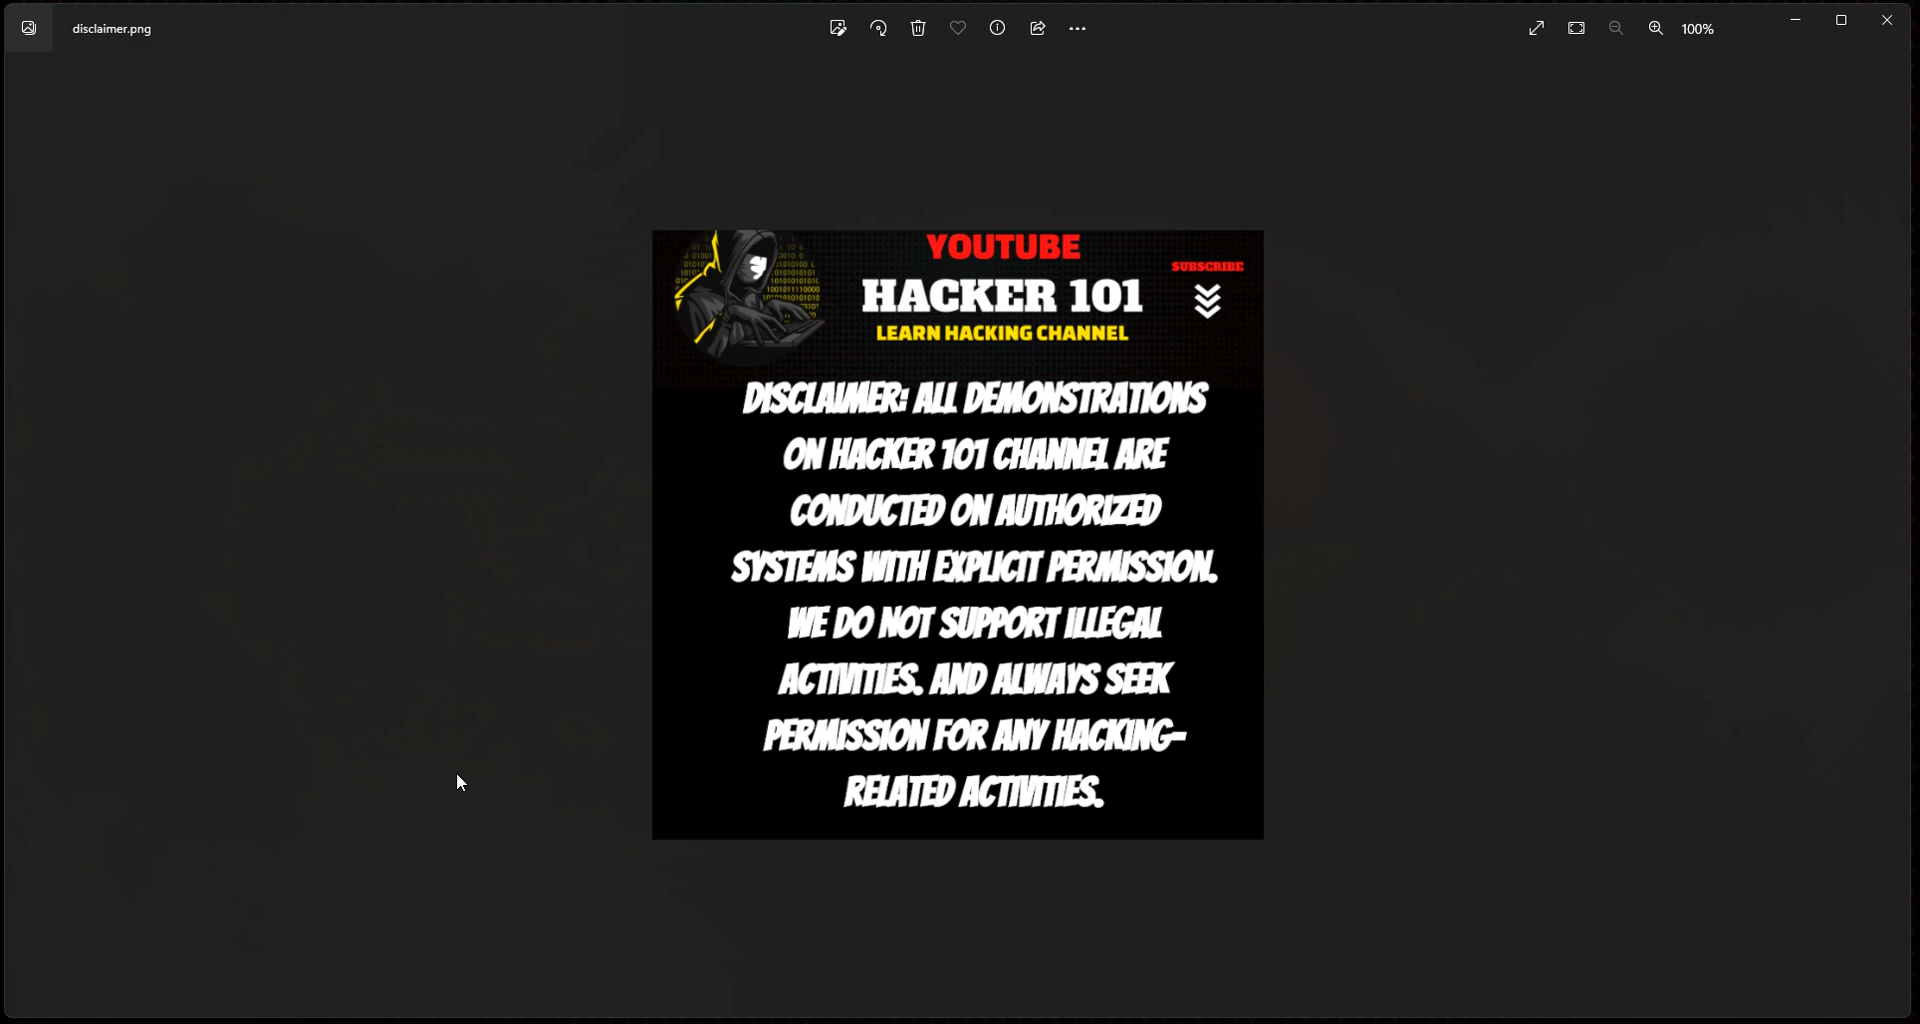 disclaimer.png
100%
YOUTUBE
SUBSCRIBE
HACKER 101
LEARN HACKING CHANNEL
DISCLAIMER: ALL DEMONSTRATIONS
ON HACKER 101 CHANNEL ARE
CONDUCTED ON AUTHORIZED
SYSTEMS WITH EXPLICIT PERMISSION.
WE DO NOT SUPPORT ILLEGAL
ACTIVITIES. AND ALWAYS SEEK
PERMISSION FOR ANY HACKING-
RELATED ACTIVITIES.